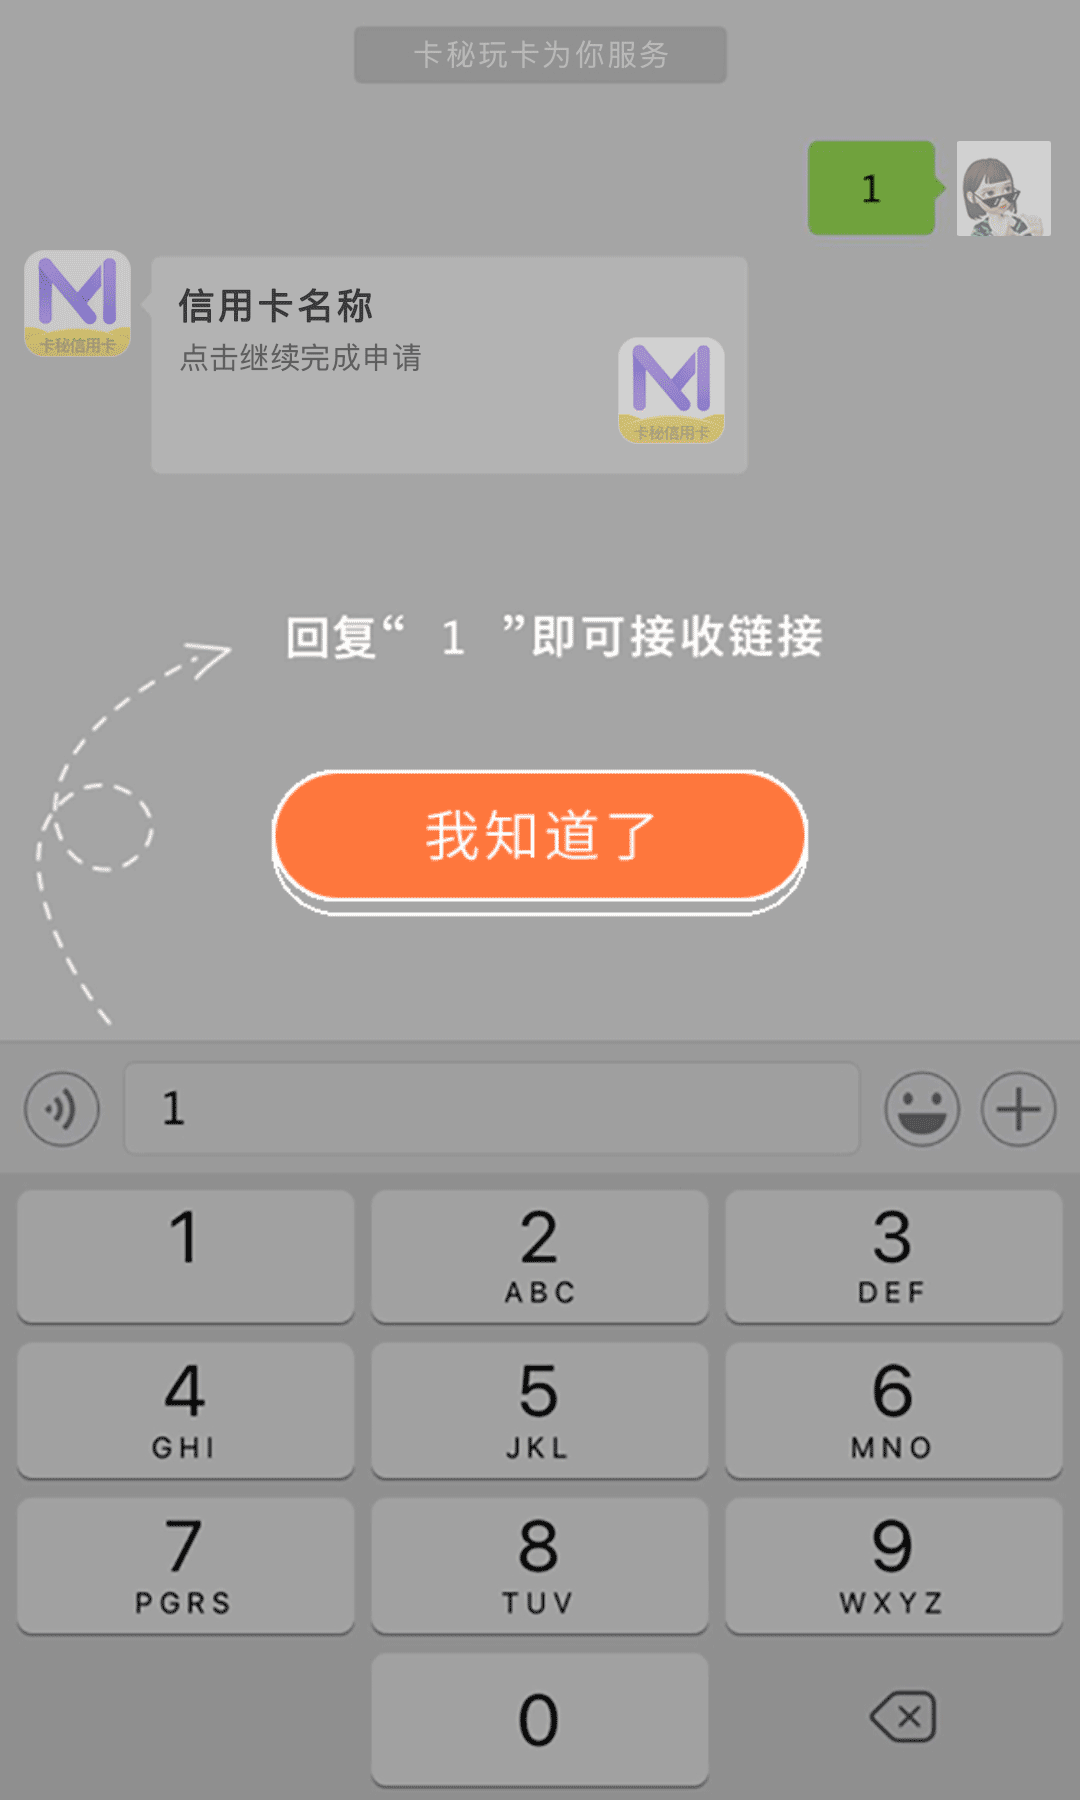 卡秘玩卡为你服务
1
卡秘信用卡
信用卡名称
点击继续完成申请
卡秘信用卡
回复“ 1 ”即可接收链接
我知道了
1
1 2 3
ABC DEF
4 5 6
GHI JKL MNO
7 8 9
PGRS TUV WXYZ
0